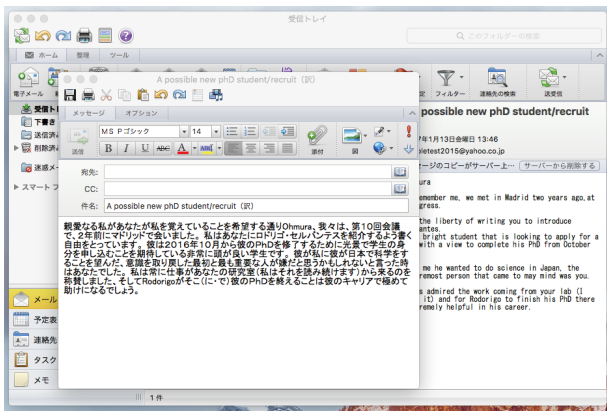 受信トレイ
このフォルダーの検索
ホーム 整理 ツール
電子メール
フィルター 連絡先の検索 送受信
受信ト
下書き
送信済
削除済
迷惑メー
スマート フ
メール
予定表
連絡先
タスク
メモ
1 件
A possible new phD student/recruit (訳)
メッセージ オプション
送信
MS Pゴシック 14
B I U ABC A
添付 図
宛先:
CC:
件名: A possible new phD student/recruit (訳)
親愛なる私があなたが私を覚えていることを希望する通りOhmura、我々は、第10回会議
で、2年前にマドリッドで会いました。私はあなたにロドリゴ・セルバンテスを紹介するよう書く
自由をとっています。彼は2016年10月から彼のPhDを修了するために光景で学生の身
分を申し込むことを期待している非常に頭が良い学生です。彼が私に彼が日本で科学をす
ることを望んだ、意識を取り戻した最初と最も重要な人が嫌だと思うかもしれないと言った時
はあなたでした。私は常に仕事があなたの研究室(私はそれを読み続けます)から来るのを
称賛しました、そしてRodorigoがそこ(に・で)彼のPhDを終えることは彼のキャリアで極めて
助けになるでしょう。
possible new phD student/recruit
年1月13日金曜日 13:46
pletest2015@yahoo.co.jp
ージのコピーがサーバー上… サーバーから削除する
ura
emember me, we met in Madrid two years ago,at
gress.
the liberty of writing you to introduce
antes.
bright student that is looking to apply for a
with a view to complete his PhD from October
me he wanted to do science in Japan, the
remost person that came to may mind was you.
s admired the work coming from your lab (I
it) and for Rodorigo to finish his PhD there
remely helpful in his career.